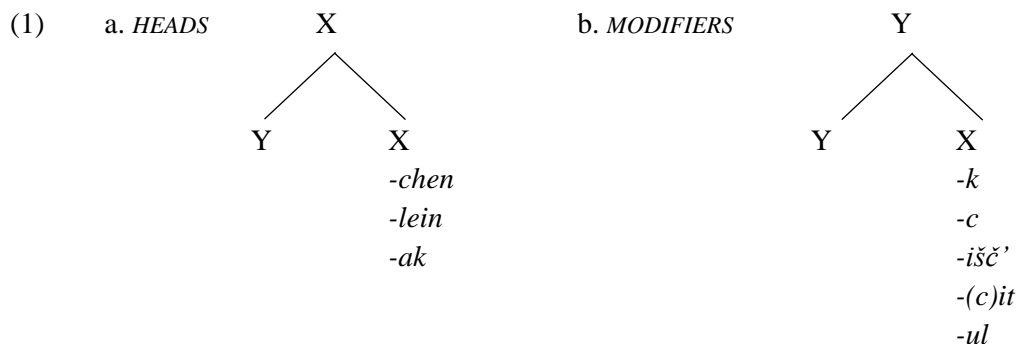 (1) a. HEADS X b. MODIFIERS Y
Y X Y X
-chen -k
-lein -c
-ak -išč’
-(c)it
-ul